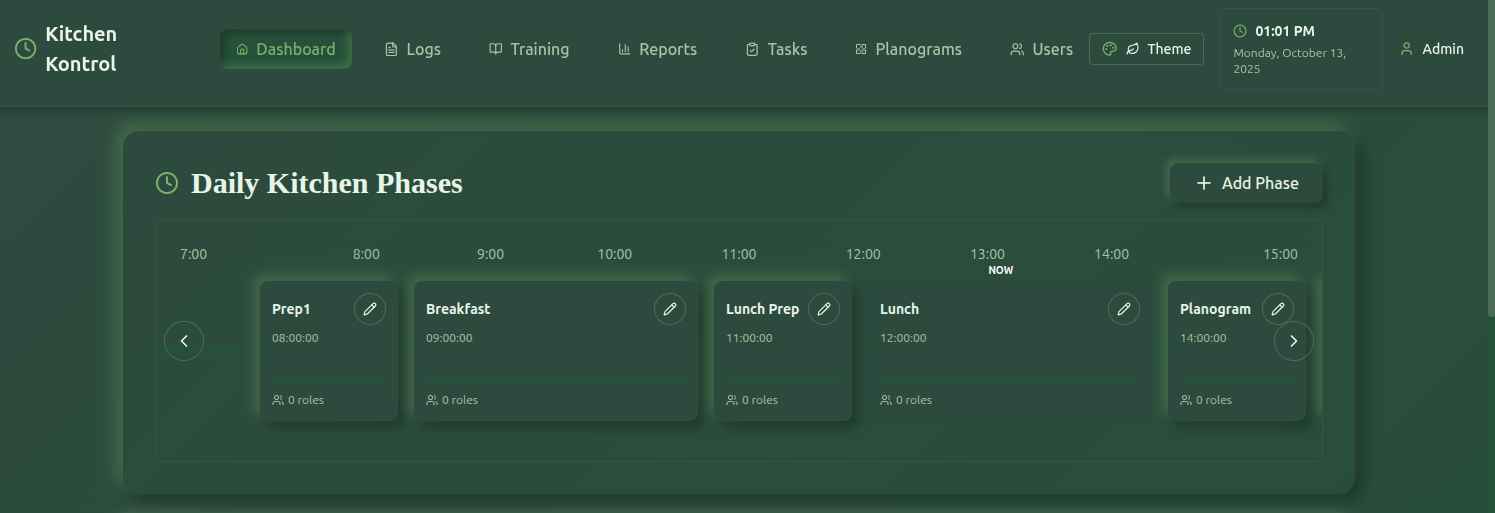 Kitchen
Kontrol
Dashboard
Logs
Training
Reports
Tasks
Planograms
Users
Theme
01:01 PM
Monday, October 13,
2025
Admin
Daily Kitchen Phases
Add Phase
7:00 8:00 9:00 10:00 11:00 12:00 13:00 14:00 15:00
NOW
Prep1
08:00:00
0 roles
Breakfast
09:00:00
0 roles
Lunch Prep
11:00:00
0 roles
Lunch
12:00:00
0 roles
Planogram
14:00:00
0 roles